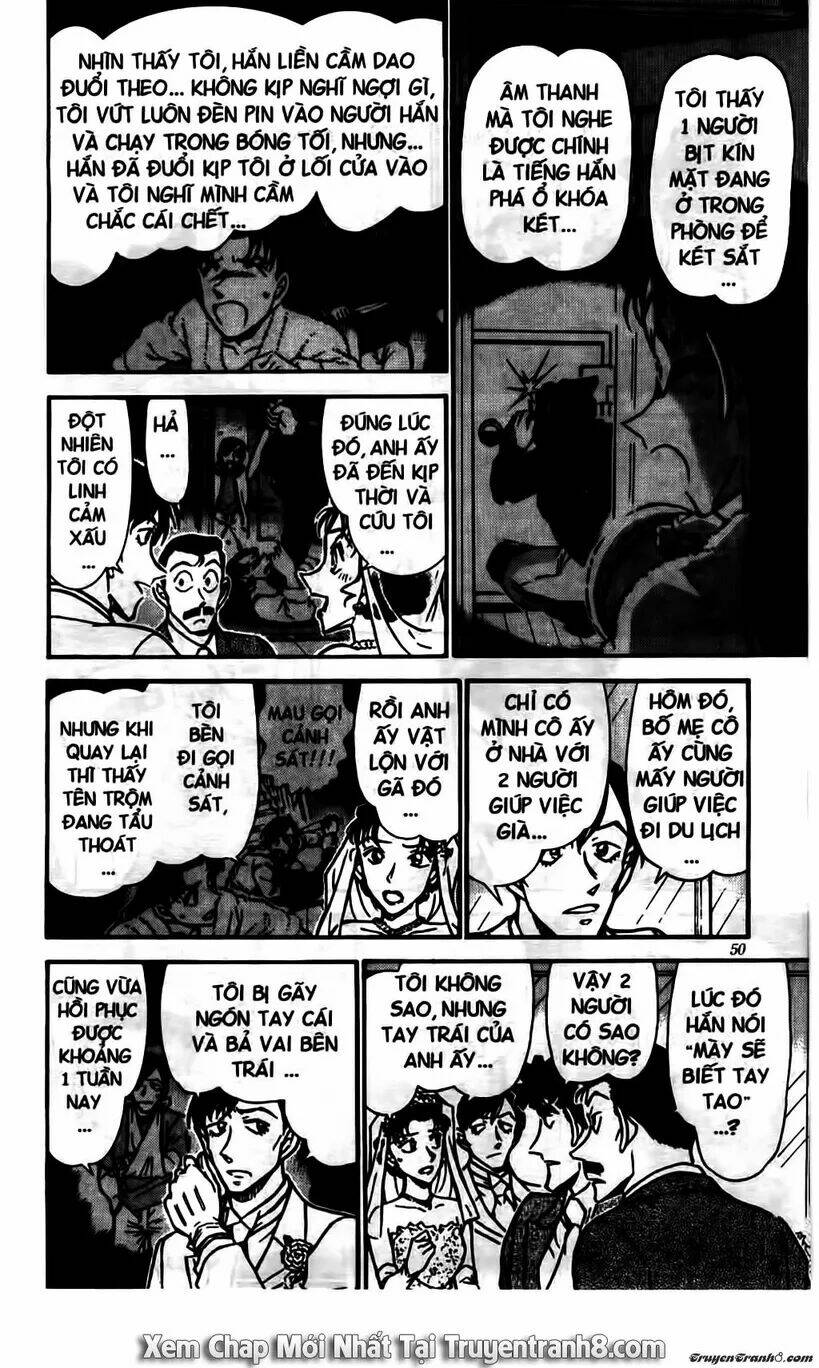 TÔI THẤY
1 NGƯỜI
BỊT KÍN
MẶT ĐANG
Ở TRONG
PHÒNG ĐỂ
KÉT SẮT
...
ÂM THANH
MÀ TÔI NGHE
ĐƯỢC CHÍNH
LÀ TIẾNG HẮN
PHÁ Ổ KHÓA
KÉT...
NHÌN THẤY TÔI, HẮN LIỀN CẦM DAO
ĐUỔI THEO... KHÔNG KỊP NGHĨ NGỢI GÌ,
TÔI VỨT LUÔN ĐÈN PIN VÀO NGƯỜI HẮN
VÀ CHẠY TRONG BÓNG TỐI, NHƯNG...
HẮN ĐÃ ĐUỔI KỊP TÔI Ở LỐI CỬA VÀO
VÀ TÔI NGHĨ MÌNH CẦM
CHẮC CÁI CHẾT...
ĐÚNG LÚC
ĐÓ, ANH ẤY
ĐÃ ĐẾN KỊP
THỜI VÀ
CỨU TÔI
...
HẢ
...
ĐỘT
NHIÊN
TÔI CÓ
LINH
CẢM
XẤU
...
HÔM ĐÓ,
BỐ MẸ CÔ
ẤY CÙNG
MẤY NGƯỜI
GIÚP VIỆC
ĐI DU LỊCH
...
CHỈ CÓ
MÌNH CÔ ẤY
Ở NHÀ VỚI
2 NGƯỜI
GIÚP VIỆC
GIÀ...
RỒI ANH
ẤY VẬT
LỘN VỚI
GÃ ĐÓ
...
MAU GỌI
CẢNH
SÁT!!!
TÔI
BÈN
ĐI GỌI
CẢNH
SÁT,
NHƯNG KHI
QUAY LẠI
THÌ THẤY
TÊN TRỘM
ĐANG TẨU
THOÁT
...
50
LÚC ĐÓ
HẮN NÓI
"MÀY SẼ
BIẾT TAY
TAO"
...?
VẬY 2
NGƯỜI
CÓ SAO
KHÔNG?
TÔI KHÔNG
SAO, NHƯNG
TAY TRÁI CỦA
ANH ẤY...
TÔI BỊ GÃY
NGÓN TAY CÁI
VÀ BẢ VAI BÊN
TRÁI ...
CŨNG VỪA
HỒI PHỤC
ĐƯỢC
KHOẢNG
1 TUẦN
NAY
...
Xem Chap Mới Nhất Tại Truyentranh8.com
TruyenTranh8.com